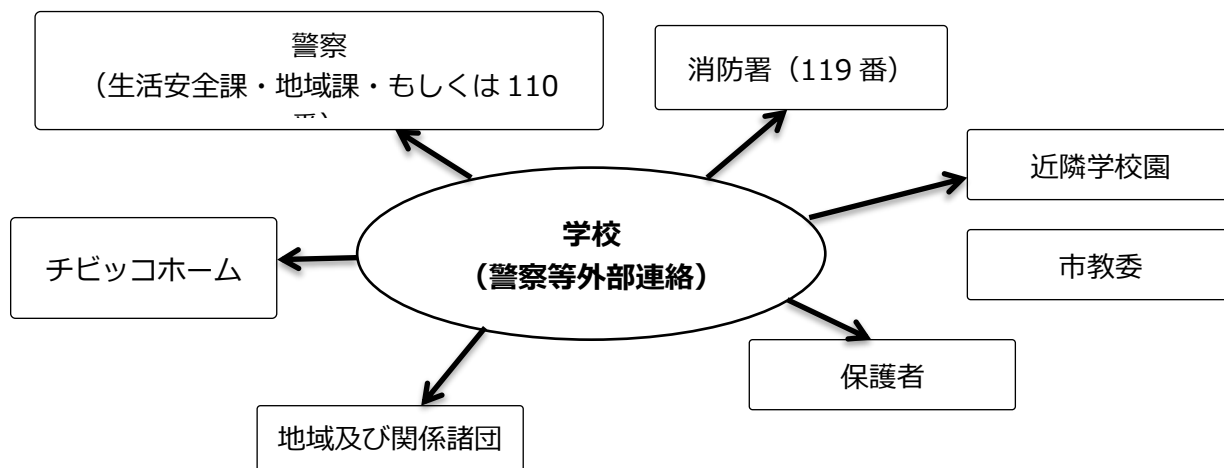 警察
（生活安全課・地域課・もしくは 110
消防署（119 番）
近隣学校園
学校
（警察等外部連絡）
チビッコホーム
市教委
保護者
地域及び関係諸団